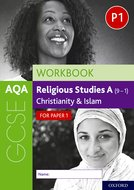 P1
WORKBOOK
AQA
GCSE
Religious Studies A (9 – 1)
Christianity & Islam
FOR PAPER 1
Name:
OXFORD